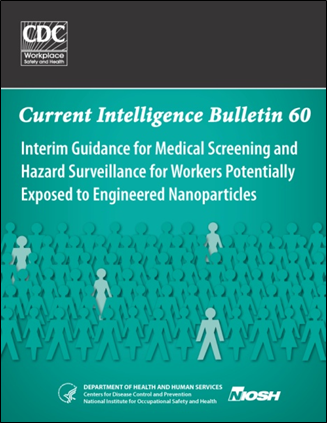 CDC
Workplace
Safety and Health
Current Intelligence Bulletin 60
Interim Guidance for Medical Screening and
Hazard Surveillance for Workers Potentially
Exposed to Engineered Nanoparticles
DEPARTMENT OF HEALTH AND HUMAN SERVICES
Centers for Disease Control and Prevention
National Institute for Occupational Safety and Health
NIOSH